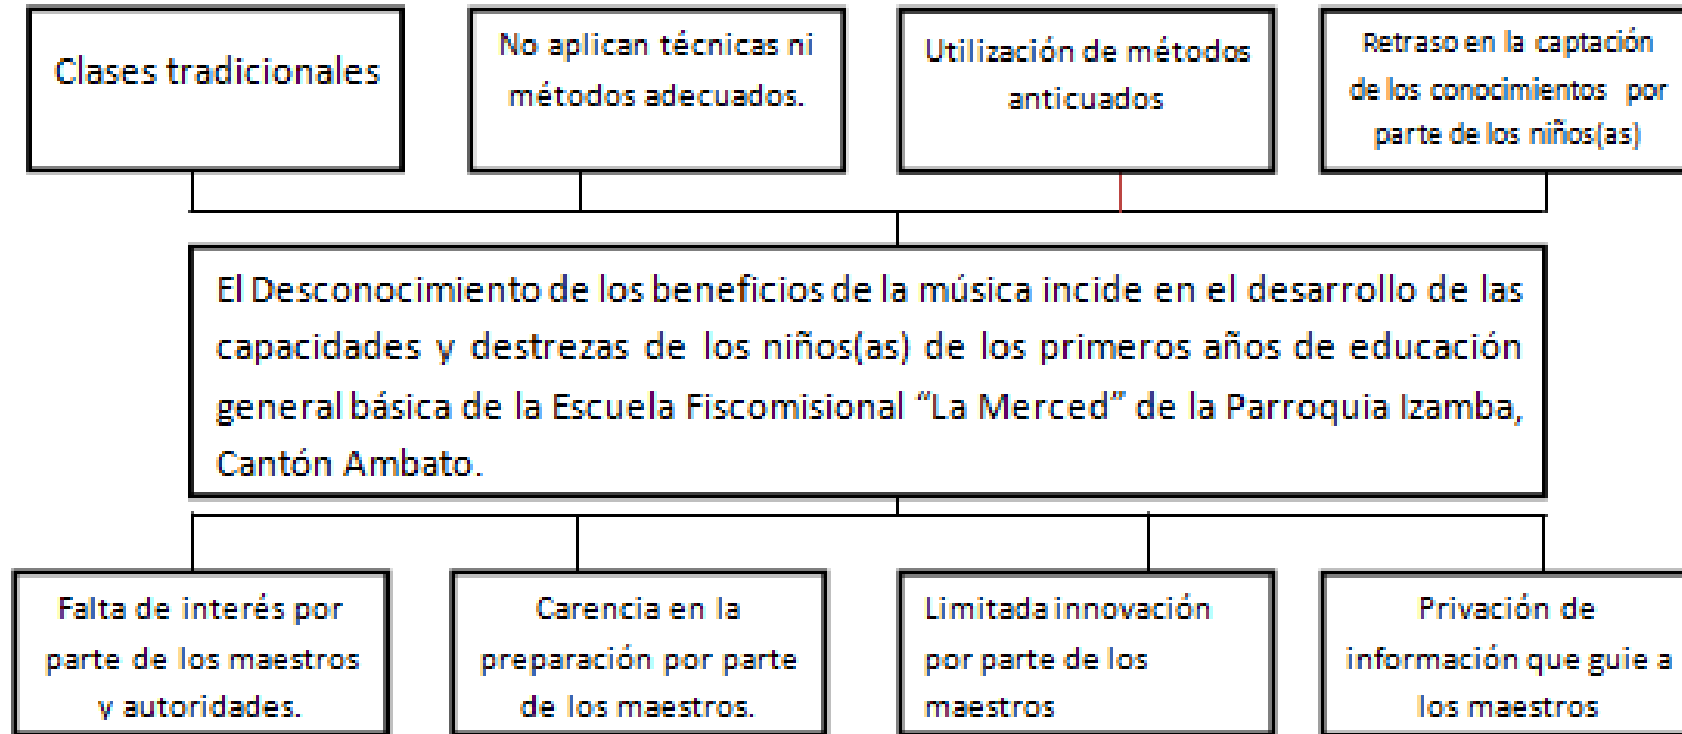 Clases tradicionales
No aplican técnicas ni
métodos adecuados.
Utilización de métodos
anticuados
Retraso en la captación
de los conocimientos por
parte de los niños(as)
El Desconocimiento de los beneficios de la música incide en el desarrollo de las
capacidades y destrezas de los niños(as) de los primeros años de educación
general básica de la Escuela Fiscomisional “La Merced” de la Parroquia Izamba,
Cantón Ambato.
Falta de interés por
parte de los maestros
y autoridades.
Carencia en la
preparación por parte
de los maestros.
Limitada innovación
por parte de los
maestros
Privación de
información que guie a
los maestros